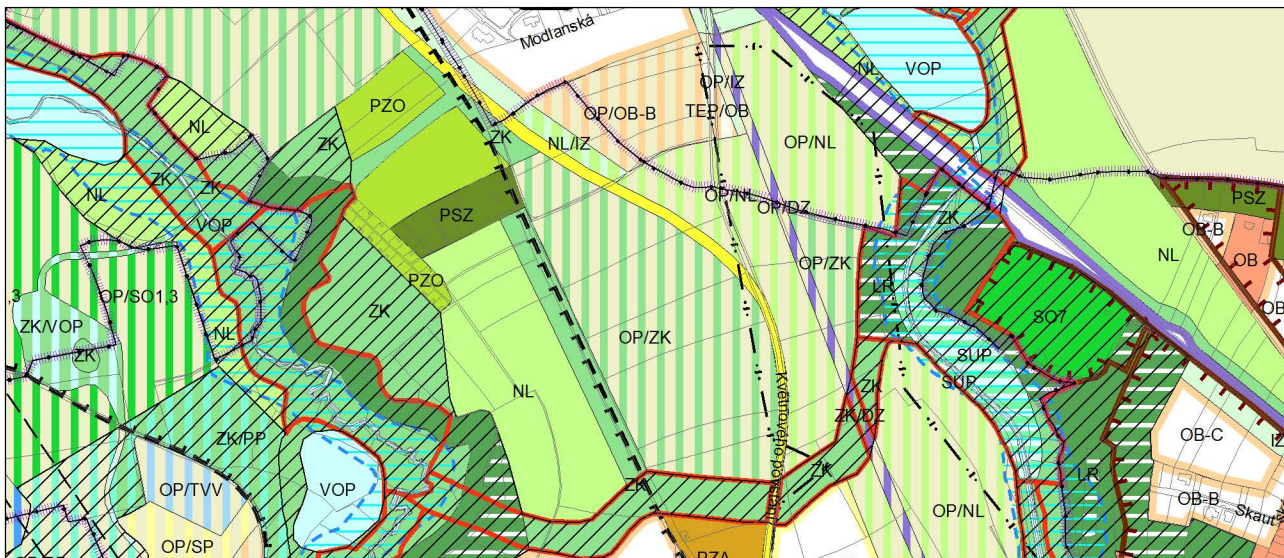 Modlanská
VOP
NL
OP/IZ
PZO
OP/OB-B
TEP/OB
NL
ZK
ZK
NL/IZ
OP/NL
NL
ZK
ZK
PSZ
OP/NL
OP/DZ
ZK
PSZ
VOP
OB-B
NL
OB
OP/SO1,3
,3
PZO
OP/ZK
LR
OB
ZK/VOP
NL
ZK
OP/ZK
SO7
ZK
SUP
SUP
NL
ZK
ZK/DZ
Květnového povstání
ZK/PP
OB-C
IZ
OP/TVV
VOP
ZK
ZK
LR
OB-B
OP/NL
OP/SP
PZA